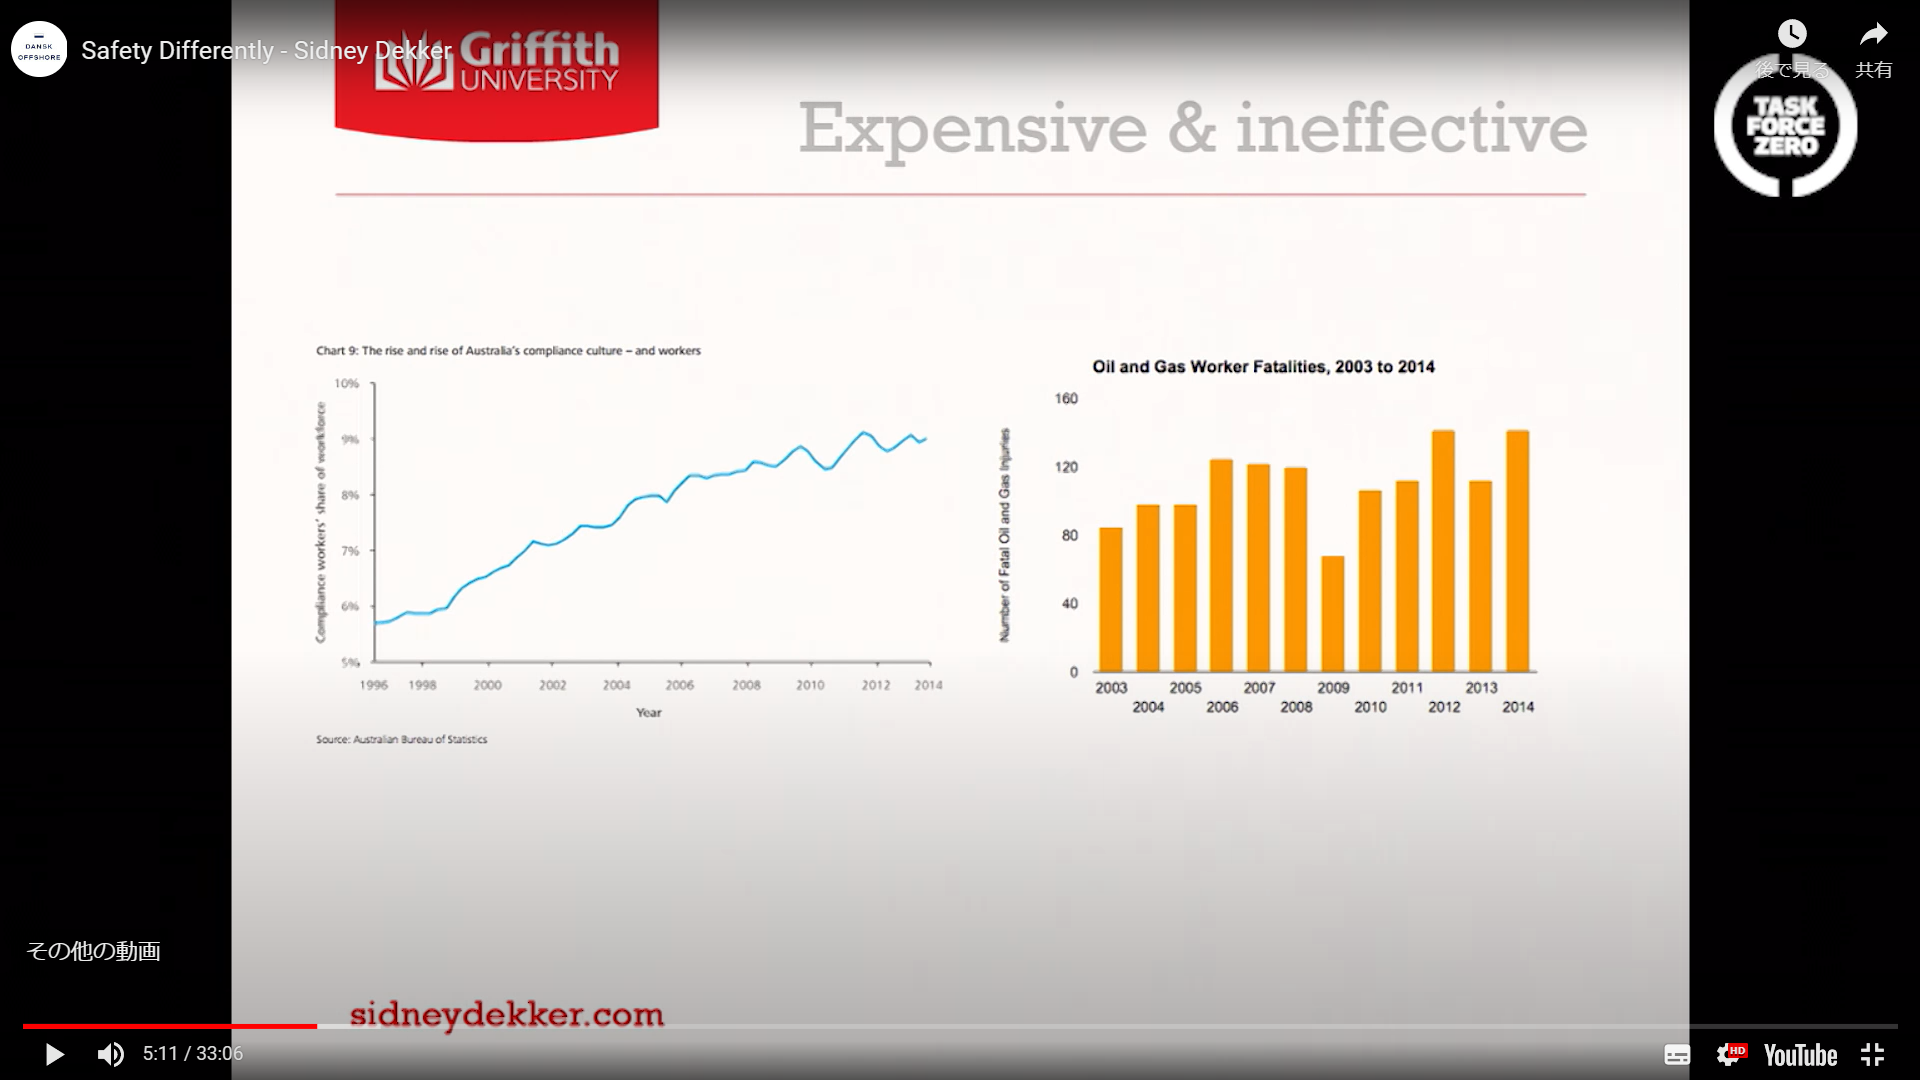 DANSK
OFFSHORE
Safety Differently - Sidney Dekker
Griffith
UNIVERSITY
後で見る
共有
TASK
FORCE
ZERO
Expensive & ineffective
Chart 9: The rise and rise of Australia's compliance culture – and workers
Compliance workers' share of workforce
10%
9%
8%
7%
6%
5%
1996 1998 2000 2002 2004 2006 2008 2010 2012 2014
Year
Source: Australian Bureau of Statistics
Oil and Gas Worker Fatalities, 2003 to 2014
Number of Fatal Oil and Gas Injuries
160
120
80
40
0
2003 2005 2007 2009 2011 2013
2004 2006 2008 2010 2012 2014
その他の動画
sidneydekker.com
5:11 / 33:06
HD
YouTube